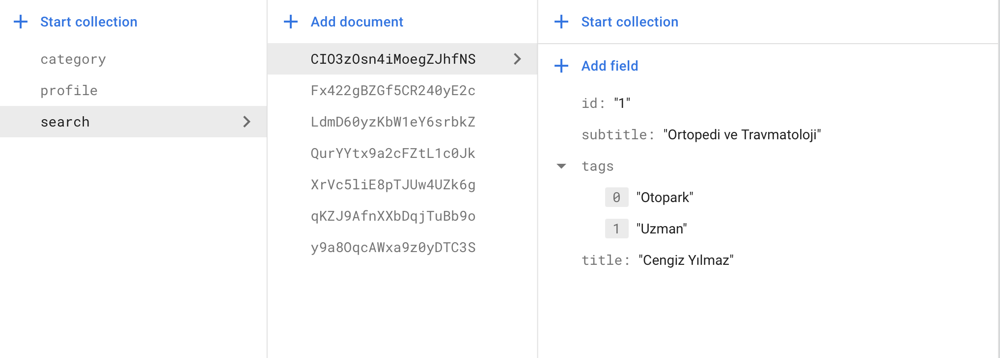 Start collection
category
profile
search
Add document
CIO3zOsn4iMoegZJhfNS
Fx422gBZGf5CR240yE2c
LdmD60yzKbW1eY6srbkZ
QurYYtx9a2cFZtL1c0Jk
XrVc5liE8pTJUw4UZk6g
qKZJ9AfnXXbDqjTuBb9o
y9a8OqcAWxa9z0yDTC3S
Start collection
Add field
id: "1"
subtitle: "Ortopedi ve Travmatoloji"
tags
0 "Otopark"
1 "Uzman"
title: "Cengiz Yılmaz"